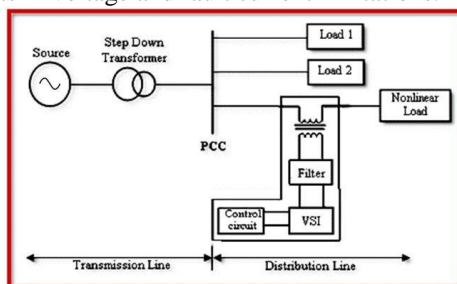 Source
Step Down
Transformer
Load 1
Load 2
Nonlinear
Load
PCC
Filter
Control
circuit
VSI
Transmission Line
Distribution Line